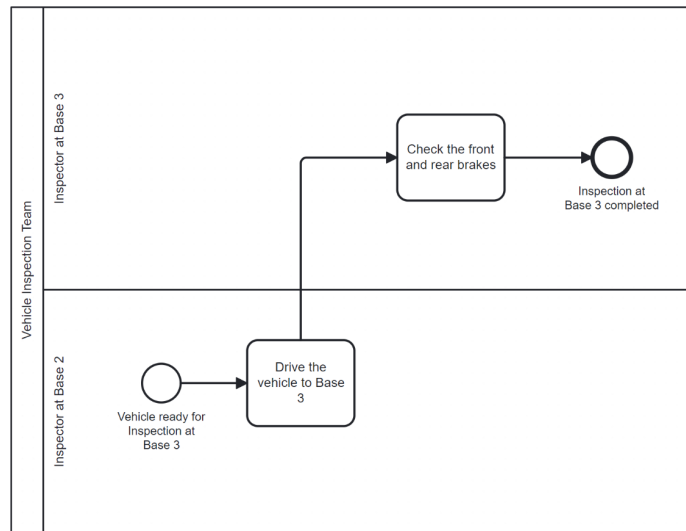 Vehicle Inspection Team
Inspector at Base 3
Check the front
and rear brakes
Inspection at
Base 3 completed
Inspector at Base 2
Drive the
vehicle to Base
3
Vehicle ready for
Inspection at
Base 3